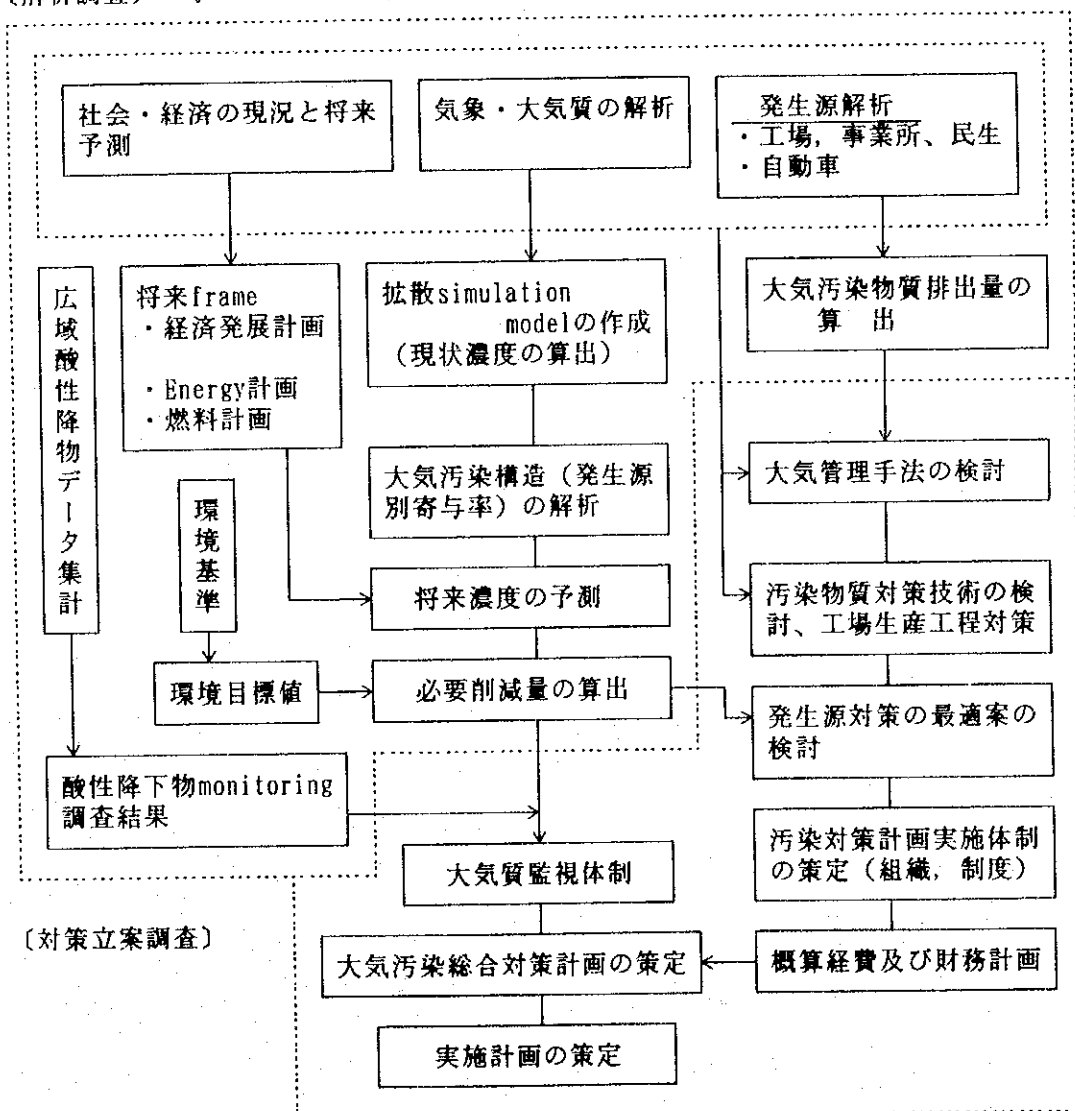 社会・経済の現況と将来
予測
気象・大気質の解析
発生源解析
・工場，事業所、民生
・自動車
広域酸性降物データ集計
将来frame
・経済発展計画
・Energy計画
・燃料計画
拡散simulation
modelの作成
（現状濃度の算出）
大気汚染物質排出量の
算　出
環境基準
大気汚染構造（発生源
別寄与率）の解析
大気管理手法の検討
将来濃度の予測
汚染物質対策技術の検
討、工場生産工程対策
環境目標値
必要削減量の算出
発生源対策の最適案の
検討
酸性降下物monitoring
調査結果
汚染対策計画実施体制
の策定（組織，制度）
大気質監視体制
〔対策立案調査〕
大気汚染総合対策計画の策定
概算経費及び財務計画
実施計画の策定